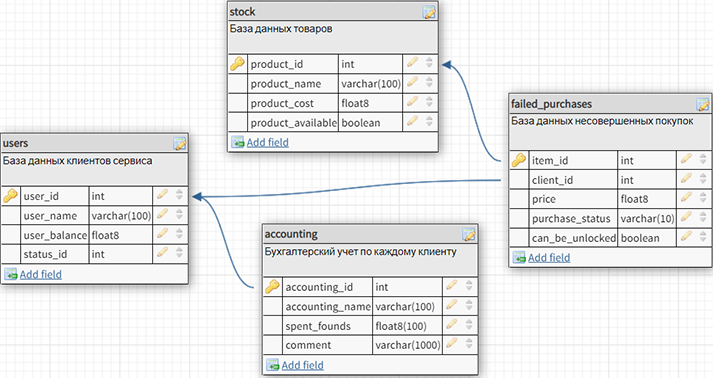 stock
База данных товаров
product_id int
product_name varchar(100)
product_cost float8
product_available boolean
Add field
failed_purchases
База данных несовершенных покупок
item_id int
client_id int
price float8
purchase_status varchar(10)
can_be_unlocked boolean
Add field
users
База данных клиентов сервиса
user_id int
user_name varchar(100)
user_balance float8
status_id int
Add field
accounting
Бухгалтерский учет по каждому клиенту
accounting_id int
accounting_name varchar(100)
spent_founds float8(100)
comment varchar(1000)
Add field